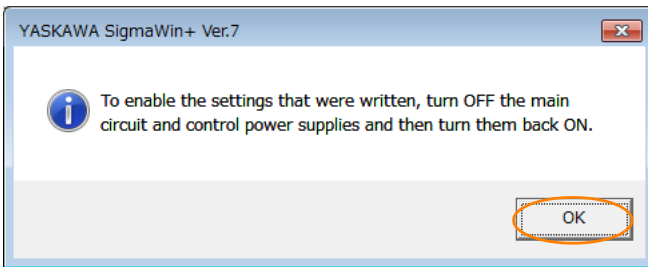 YASKAWA SigmaWin+ Ver.7
To enable the settings that were written, turn OFF the main
circuit and control power supplies and then turn them back ON.
OK